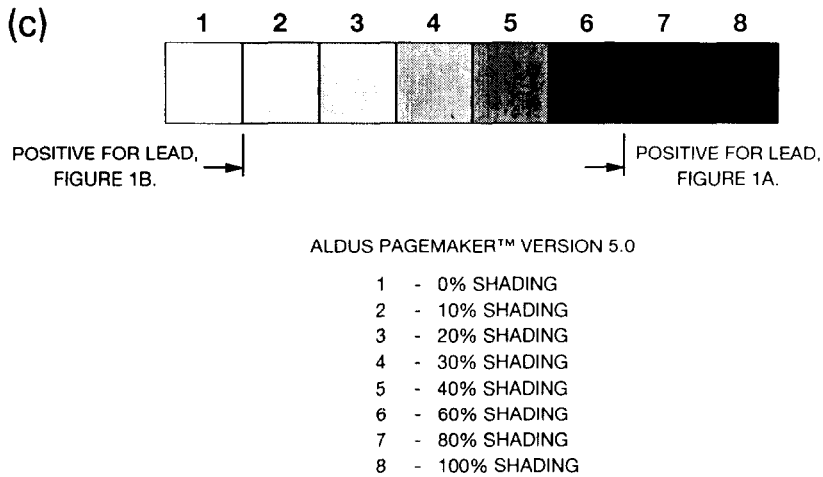 (c)
1 2 3 4 5 6 7 8
POSITIVE FOR LEAD,
FIGURE 1B.
POSITIVE FOR LEAD,
FIGURE 1A.
ALDUS PAGEMAKER™ VERSION 5.0
1 - 0% SHADING
2 - 10% SHADING
3 - 20% SHADING
4 - 30% SHADING
5 - 40% SHADING
6 - 60% SHADING
7 - 80% SHADING
8 - 100% SHADING